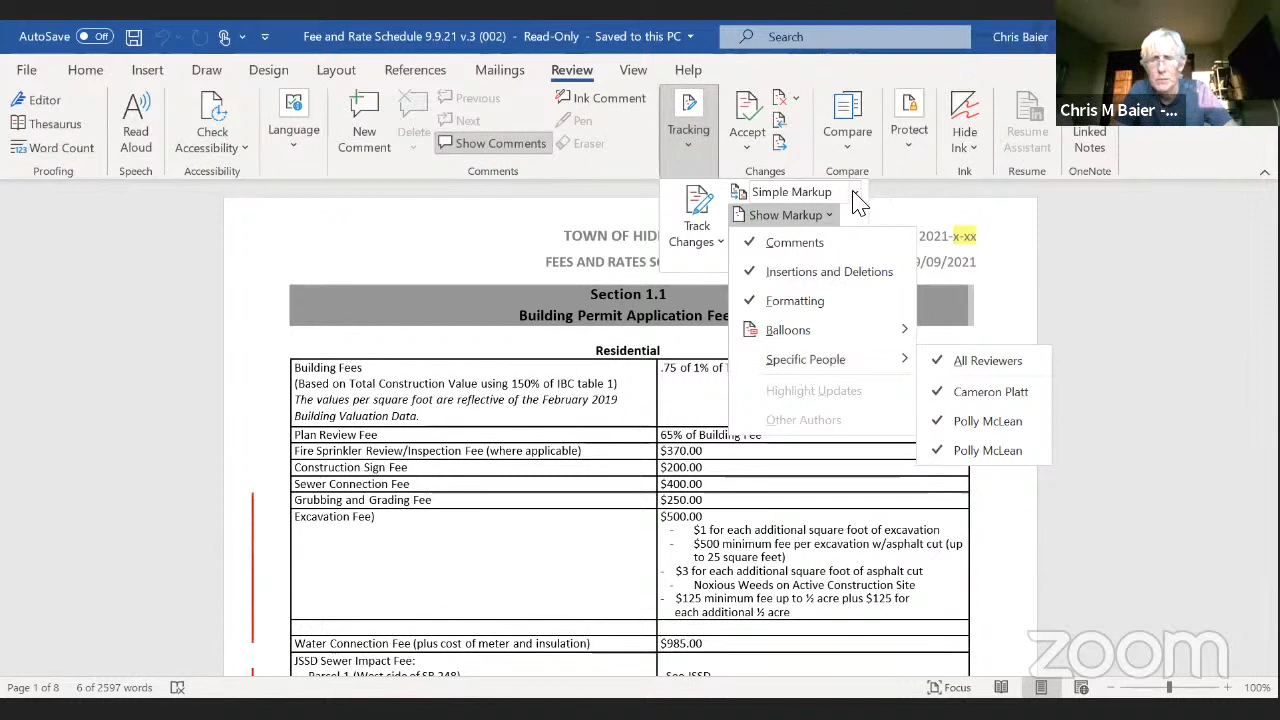 AutoSave Off Fee and Rate Schedule 9.9.21 v.3 (002) - Read-Only - Saved to this PC Search Chris Baier
File Home Insert Draw Design Layout References Mailings Review View Help
Chris M Baier -...
Editor
Thesaurus
Word Count
Proofing
Read Aloud
Speech
Check Accessibility
Accessibility
Language
New Comment
Delete
Previous
Next
Show Comments
Ink Comment
Pen
Eraser
Comments
Tracking
Accept
Changes
Compare
Compare
Protect
Hide Ink
Ink
Resume Assistant
Resume
Linked Notes
OneNote
Track Changes
Simple Markup
Show Markup
Comments
Insertions and Deletions
Formatting
Balloons
Specific People
Highlight Updates
Other Authors
All Reviewers
Cameron Platt
Polly McLean
Polly McLean
TOWN OF HID 2021-x-xx
FEES AND RATES 9/09/2021
Section 1.1
Building Permit Application Fee
Residential
Building Fees .75 of 1% of
(Based on Total Construction Value using 150% of IBC table 1)
The values per square foot are reflective of the February 2019
Building Valuation Data.
Plan Review Fee 65% of Building Fee
Fire Sprinkler Review/Inspection Fee (where applicable) $370.00
Construction Sign Fee $200.00
Sewer Connection Fee $400.00
Grubbing and Grading Fee $250.00
Excavation Fee) $500.00
- $1 for each additional square foot of excavation
- $500 minimum fee per excavation w/asphalt cut (up
to 25 square feet)
- $3 for each additional square foot of asphalt cut
- Noxious Weeds on Active Construction Site
- $125 minimum fee up to ½ acre plus $125 for
each additional ½ acre
Water Connection Fee (plus cost of meter and insulation) $985.00
JSSD Sewer Impact Fee:
Parcel 1 (West side of SR 248) See JSSD
zoom
Page 1 of 8 6 of 2597 words Focus 100%